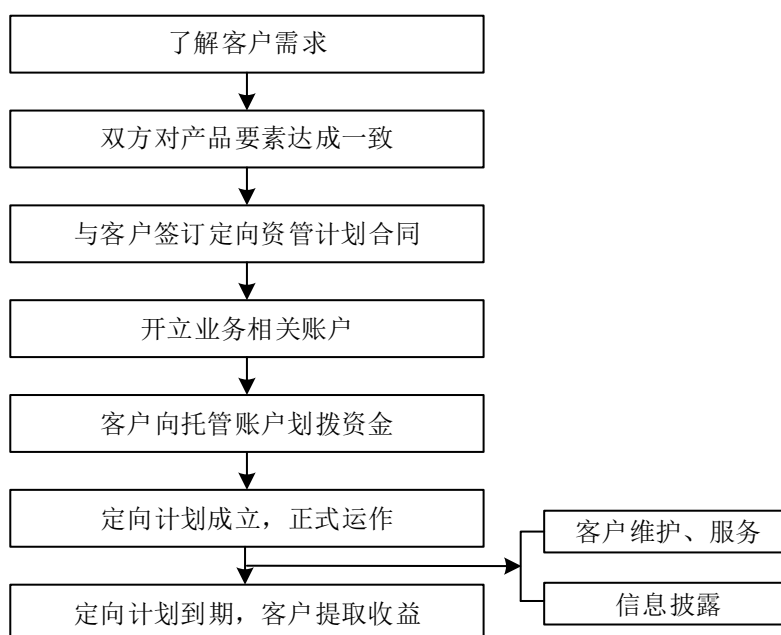 了解客户需求
双方对产品要素达成一致
与客户签订定向资管计划合同
开立业务相关账户
客户向托管账户划拨资金
定向计划成立，正式运作
客户维护、服务
定向计划到期，客户提取收益
信息披露